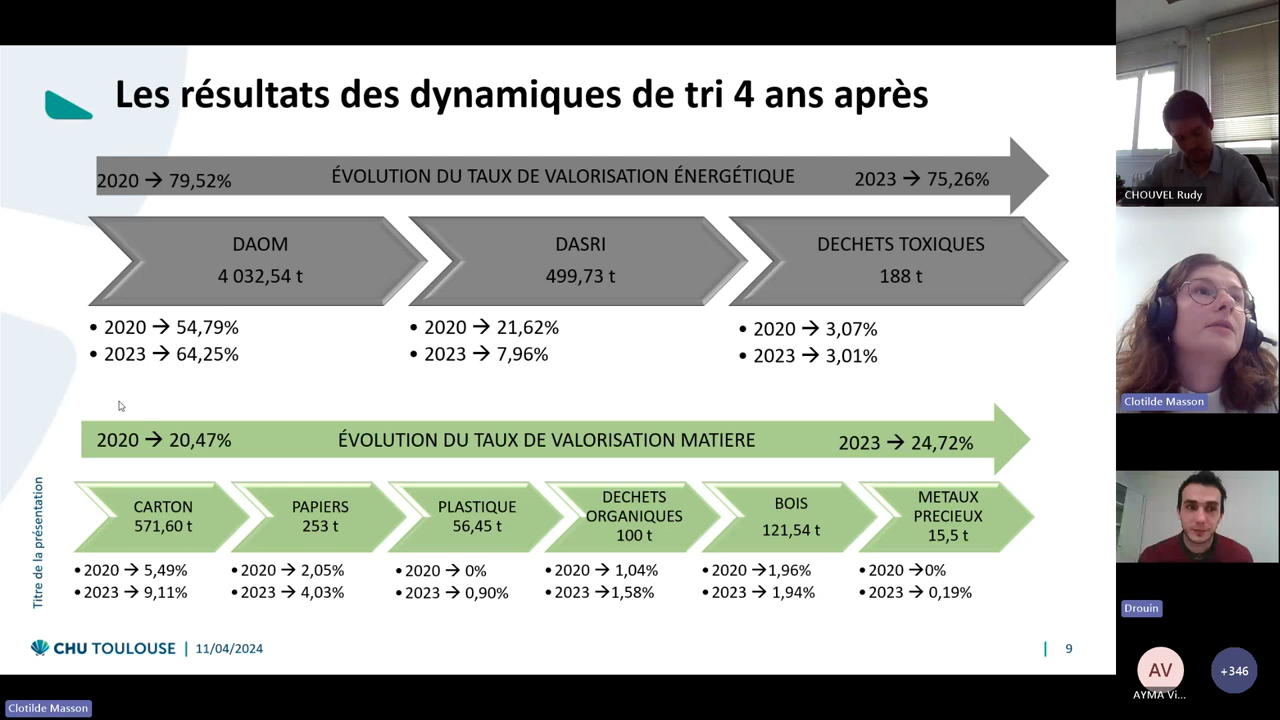 Les résultats des dynamiques de tri 4 ans après
2020 → 79,52%
ÉVOLUTION DU TAUX DE VALORISATION ÉNERGÉTIQUE
2023 → 75,26%
DAOM
4 032,54 t
DASRI
499,73 t
DECHETS TOXIQUES
188 t
• 2020 → 54,79%
• 2023 → 64,25%
• 2020 → 21,62%
• 2023 → 7,96%
• 2020 → 3,07%
• 2023 → 3,01%
2020 → 20,47%
ÉVOLUTION DU TAUX DE VALORISATION MATIERE
2023 → 24,72%
CARTON
571,60 t
PAPIERS
253 t
PLASTIQUE
56,45 t
DECHETS
ORGANIQUES
100 t
BOIS
121,54 t
METAUX
PRECIEUX
15,5 t
• 2020 → 5,49%
• 2023 → 9,11%
• 2020 → 2,05%
• 2023 → 4,03%
• 2020 → 0%
• 2023 → 0,90%
• 2020 → 1,04%
• 2023 →1,58%
• 2020 →1,96%
• 2023 → 1,94%
• 2020 →0%
• 2023 → 0,19%
Titre de la présentation
CHU TOULOUSE | 11/04/2024
| 9
CHOUVEL Rudy
Clotilde Masson
Drouin
AV
AYMA Vi...
+346
Clotilde Masson